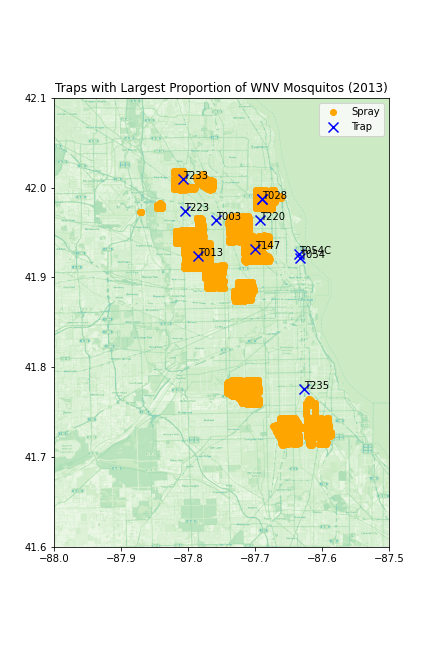 Traps with Largest Proportion of WNV Mosquitos (2013)
42.1
Spray
Trap
T233
42.0
T028
T223
T003
T220
T147
T054C
T013
T054
41.9
41.8
T235
41.7
41.6
−88.0 −87.9 −87.8 −87.7 −87.6 −87.5